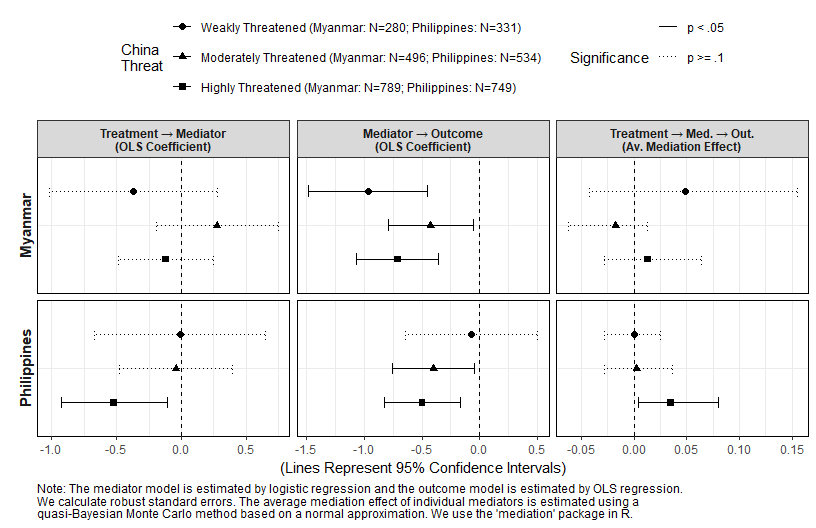 China
Threat
Weakly Threatened (Myanmar: N=280; Philippines: N=331)
Moderately Threatened (Myanmar: N=496; Philippines: N=534)
Highly Threatened (Myanmar: N=789; Philippines: N=749)
Significance
p < .05
p >= .1
Treatment → Mediator
(OLS Coefficient)
Mediator → Outcome
(OLS Coefficient)
Treatment → Med. → Out.
(Av. Mediation Effect)
Myanmar
Philippines
-1.0 -0.5 0.0 0.5
-1.5 -1.0 -0.5 0.0 0.5
-0.05 0.00 0.05 0.10 0.15
(Lines Represent 95% Confidence Intervals)
Note: The mediator model is estimated by logistic regression and the outcome model is estimated by OLS regression.
We calculate robust standard errors. The average mediation effect of individual mediators is estimated using a
quasi-Bayesian Monte Carlo method based on a normal approximation. We use the 'mediation' package in R.